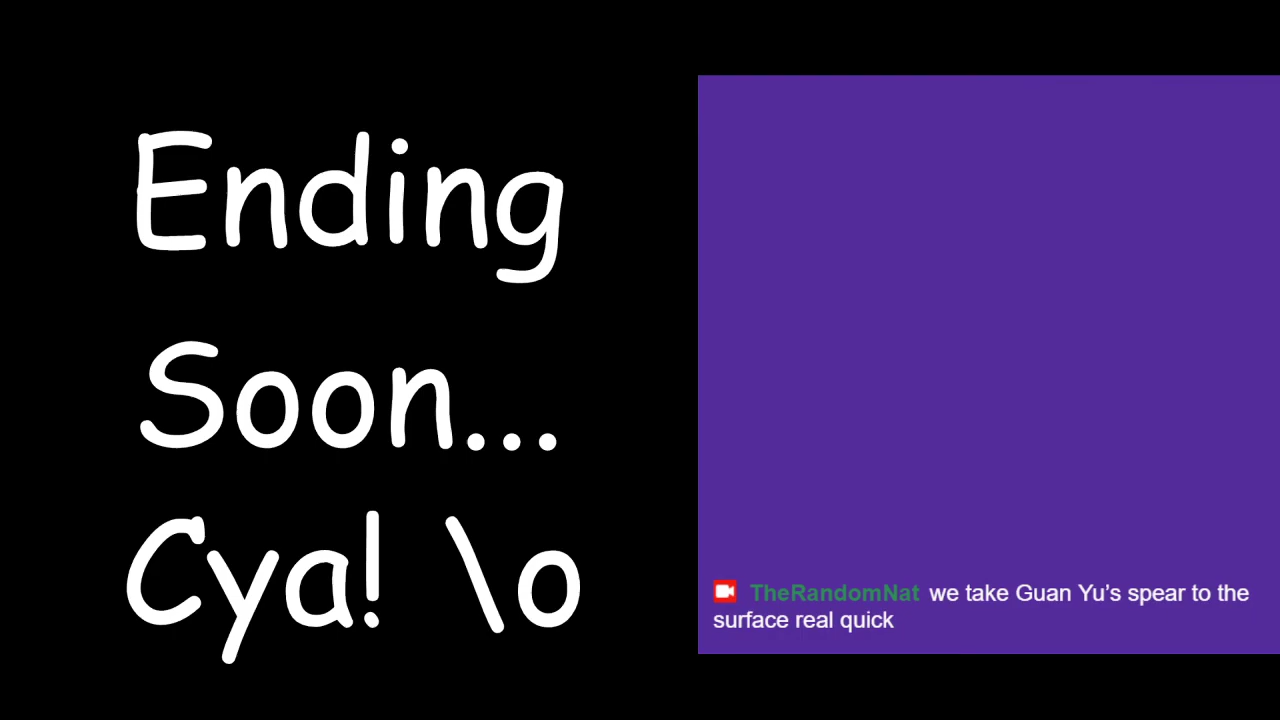 Ending
Soon...
Cya! \o
TheRandomNat we take Guan Yu's spear to the
surface real quick